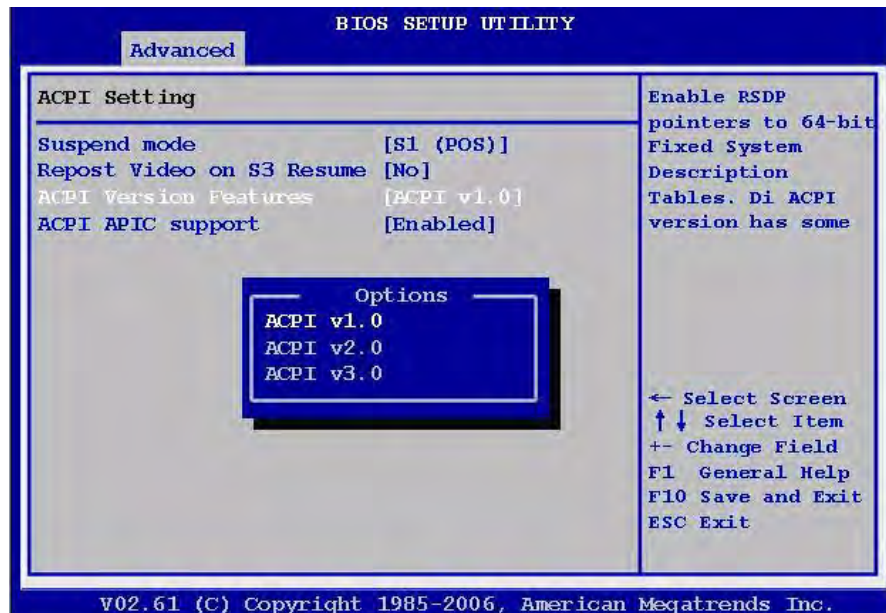 BIOS SETUP UTILITY
Advanced
ACPI Setting
Suspend mode [S1 (POS)]
Repost Video on S3 Resume [No]
ACPI Version Features [ACPI v1.0]
ACPI APIC support [Enabled]
Options
ACPI v1.0
ACPI v2.0
ACPI v3.0
Enable RSDP
pointers to 64-bit
Fixed System
Description
Tables. Di ACPI
version has some
← Select Screen
↑↓ Select Item
+- Change Field
F1 General Help
F10 Save and Exit
ESC Exit
V02.61 (C) Copyright 1985-2006, American Megatrends Inc.